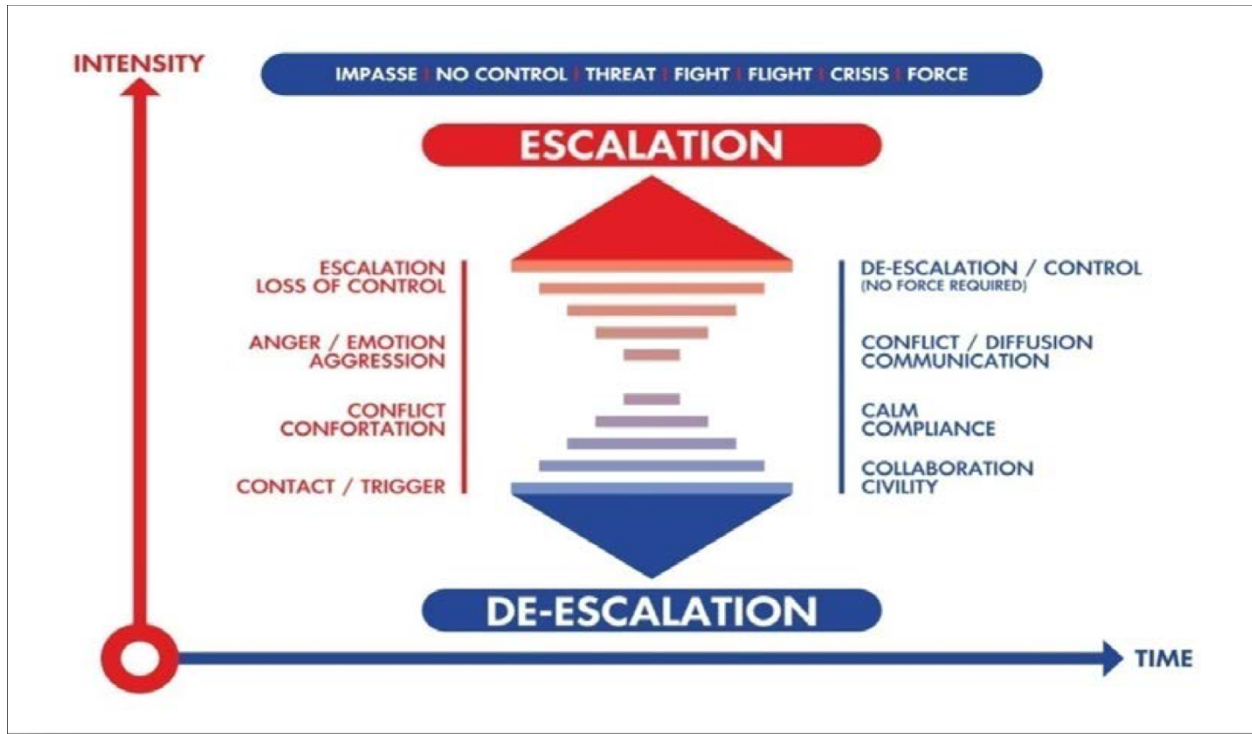 INTENSITY
IMPASSE | NO CONTROL | THREAT | FIGHT | FLIGHT | CRISIS | FORCE
ESCALATION
ESCALATION
LOSS OF CONTROL
ANGER / EMOTION
AGGRESSION
CONFLICT
CONFORTATION
CONTACT / TRIGGER
DE-ESCALATION / CONTROL
(NO FORCE REQUIRED)
CONFLICT / DIFFUSION
COMMUNICATION
CALM
COMPLIANCE
COLLABORATION
CIVILITY
DE-ESCALATION
TIME